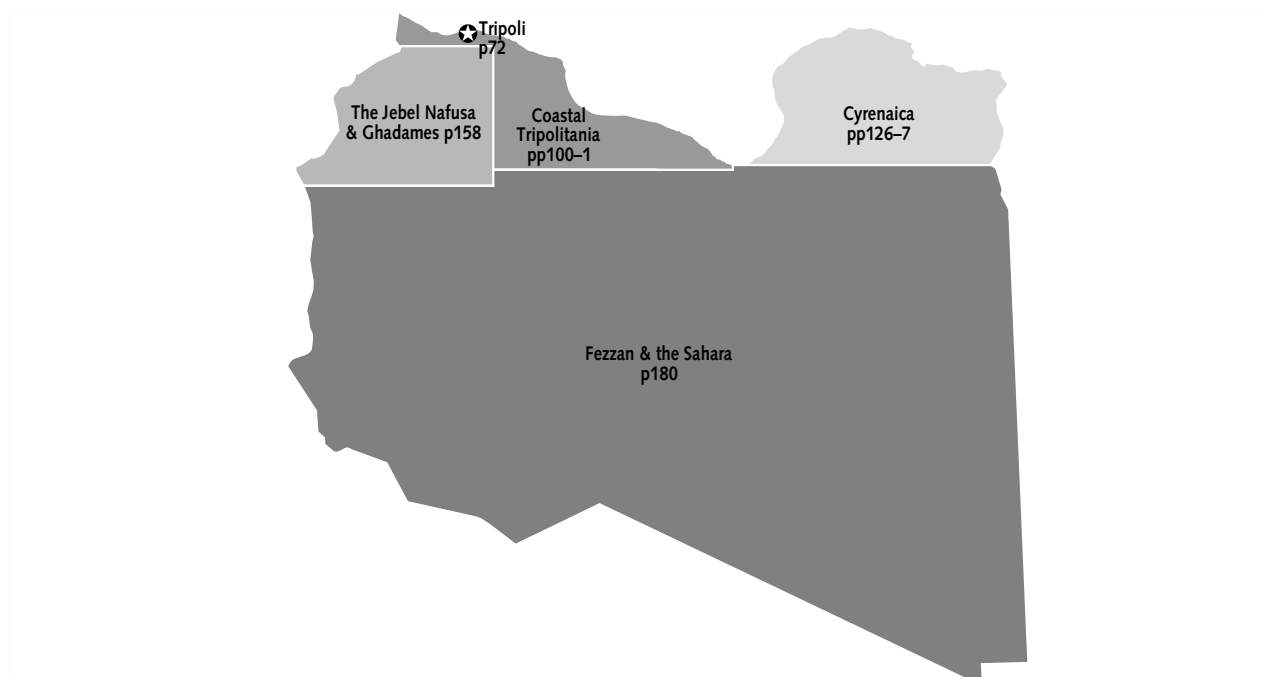 Tripoli
p72
The Jebel Nafusa
& Ghadames p158
Coastal
Tripolitania
pp100–1
Cyrenaica
pp126–7
Fezzan & the Sahara
p180